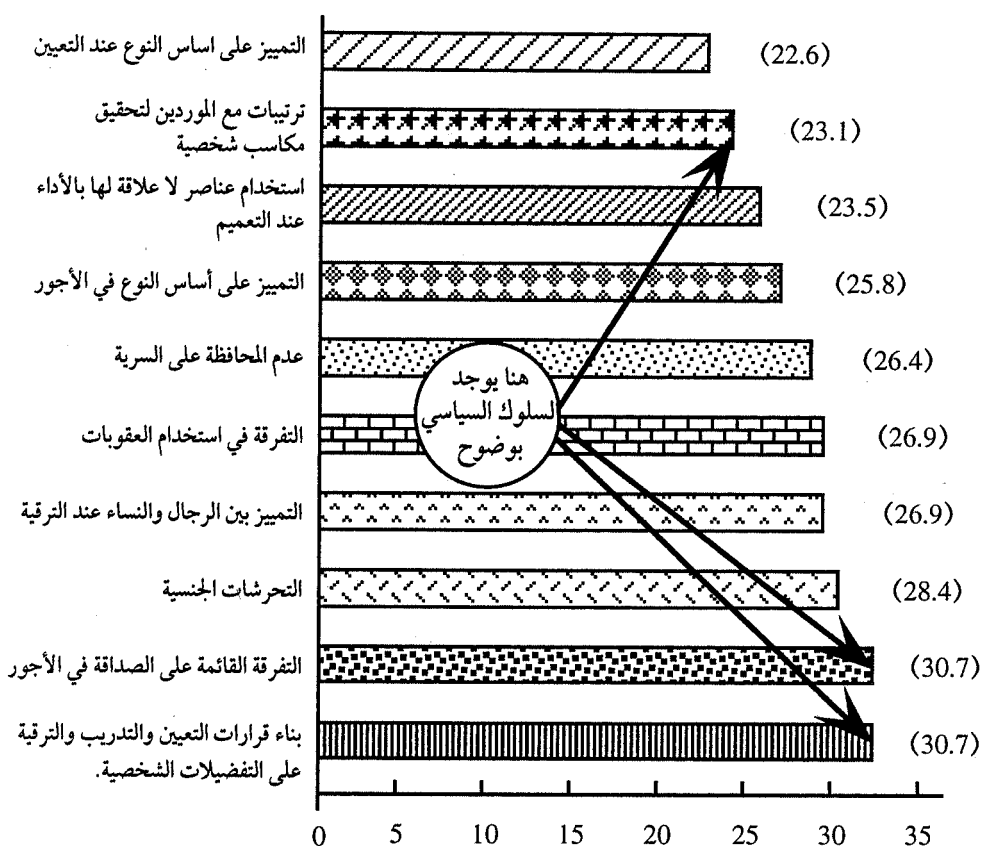 التمييز على اساس النوع عند التعيين
(22.6)
ترتيبات مع الموردين لتحقيق
مكاسب شخصية
(23.1)
استخدام عناصر لا علاقة لها بالأداء
عند التعميم
(23.5)
التمييز على أساس النوع في الأجور
(25.8)
عدم المحافظة على السرية
(26.4)
هنا يوجد
السلوك السياسي
بوضوح
التفرقة في استخدام العقوبات
(26.9)
التمييز بين الرجال والنساء عند الترقية
(26.9)
التحرشات الجنسية
(28.4)
التفرقة القائمة على الصداقة في الأجور
(30.7)
بناء قرارات التعيين والتدريب والترقية
على التفضيلات الشخصية.
(30.7)
0 5 10 15 20 25 30 35